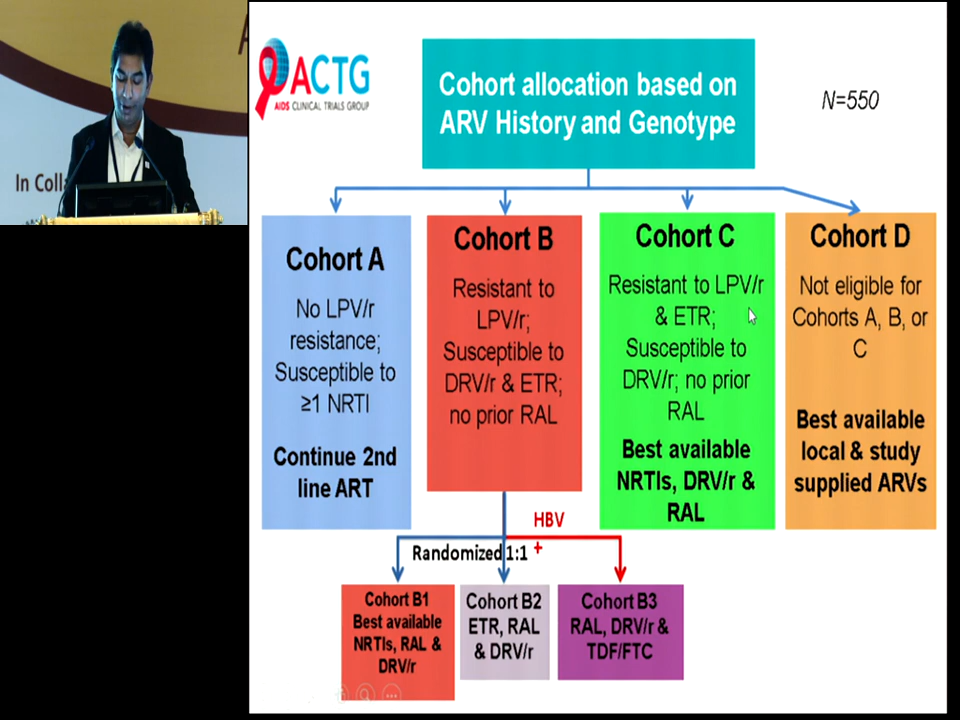 In Colla
ACTG
AIDS CLINICAL TRIALS GROUP
Cohort allocation based on
ARV History and Genotype
N=550
Cohort A
No LPV/r
resistance;
Susceptible to
≥1 NRTI
Continue 2nd
line ART
Cohort B
Resistant to
LPV/r;
Susceptible to
DRV/r & ETR;
no prior RAL
Cohort C
Resistant to LPV/r
& ETR;
Susceptible to
DRV/r; no prior
RAL
Best available
NRTIs, DRV/r &
RAL
Cohort D
Not eligible for
Cohorts A, B, or
C
Best available
local & study
supplied ARVs
HBV
+
Randomized 1:1
Cohort B1
Best available
NRTIs, RAL &
DRV/r
Cohort B2
ETR, RAL
& DRV/r
Cohort B3
RAL, DRV/r &
TDF/FTC